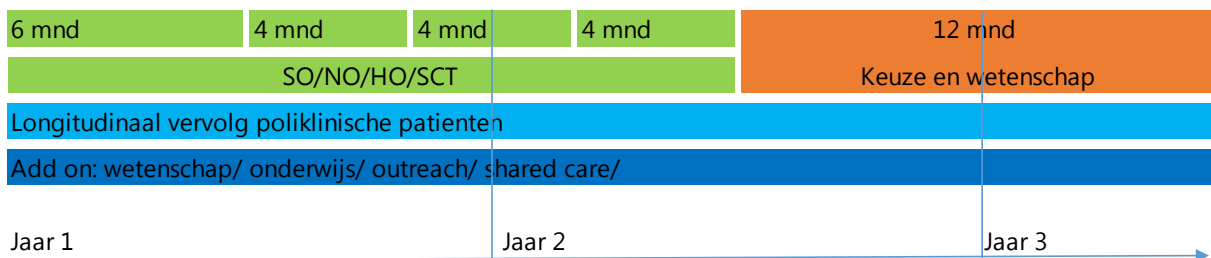 6 mnd 4 mnd 4 mnd 4 mnd 12 mnd
SO/NO/HO/SCT Keuze en wetenschap
Longitudinaal vervolg poliklinische patienten
Add on: wetenschap/ onderwijs/ outreach/ shared care/
Jaar 1 Jaar 2 Jaar 3